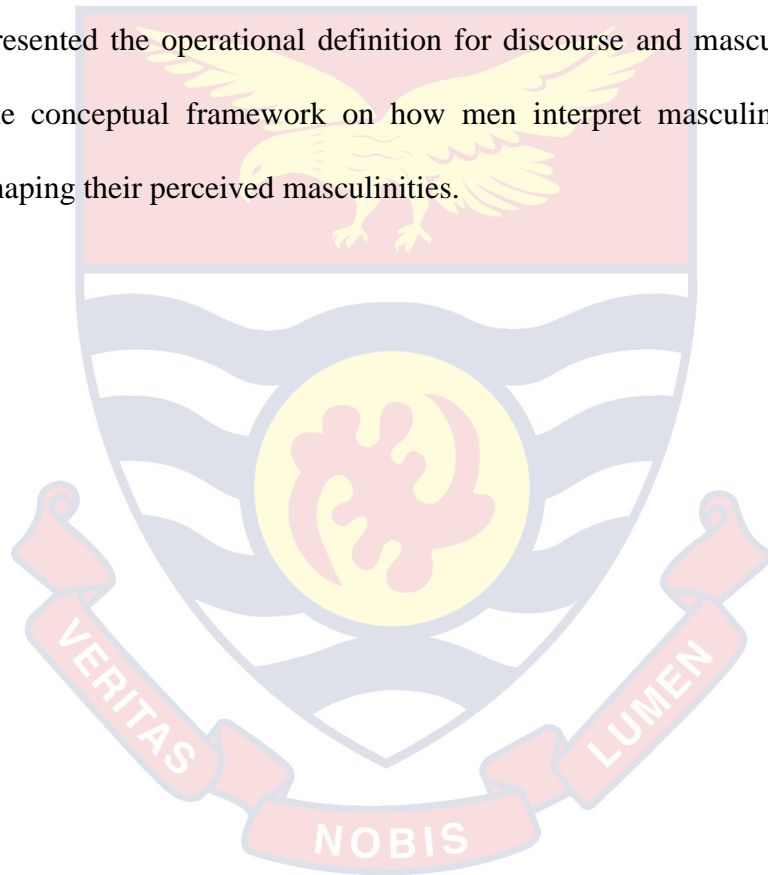 resented the operational definition for discourse and mascu
e conceptual framework on how men interpret masculin
haping their perceived masculinities.
VERITAS
NOBIS
LUMEN